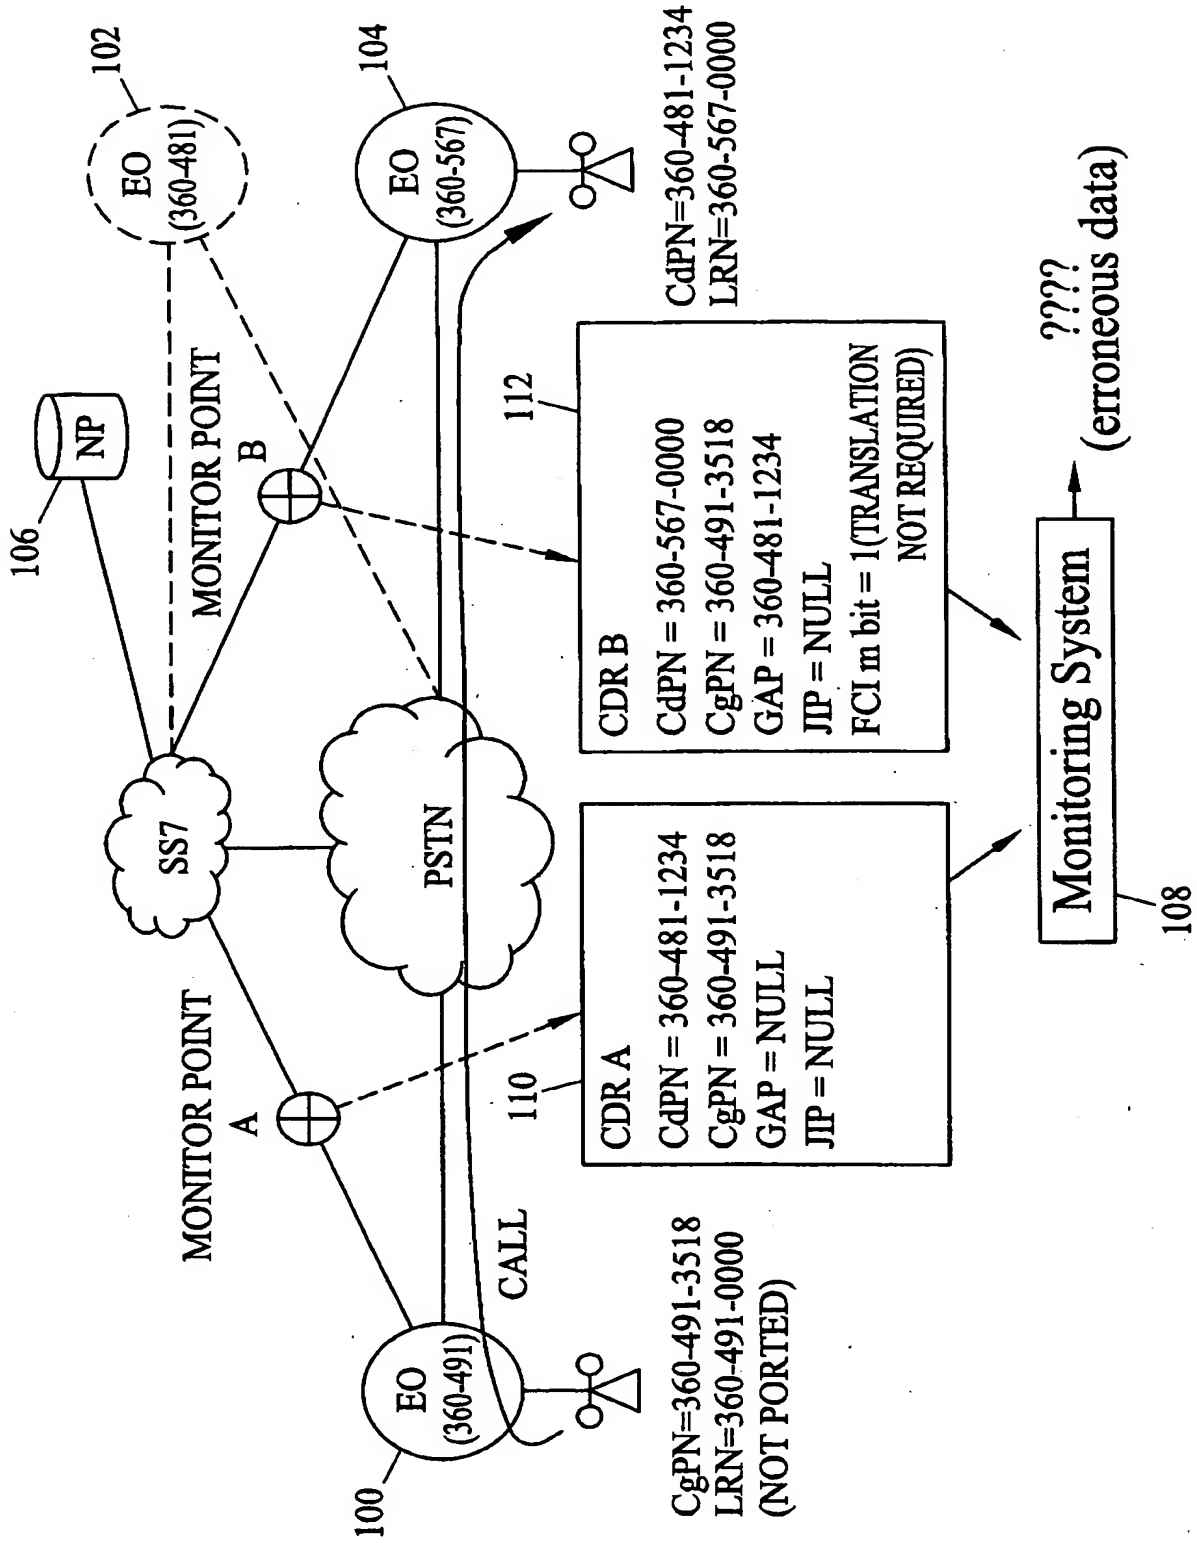 106
NP
102
EO
(360-481)
104
EO
(360-567)
CdPN=360-481-1234
LRN=360-567-0000
MONITOR POINT
B
SS7
PSTN
MONITOR POINT
A
100
EO
(360-491)
CALL
CgPN=360-491-3518
LRN=360-491-0000
(NOT PORTED)
110
CDR A
CdPN = 360-481-1234
CgPN = 360-491-3518
GAP = NULL
JIP = NULL
112
CDR B
CdPN = 360-567-0000
CgPN = 360-491-3518
GAP = 360-481-1234
JIP = NULL
FCI m bit = 1(TRANSLATION
NOT REQUIRED)
Monitoring System
108
????
(erroneous data)